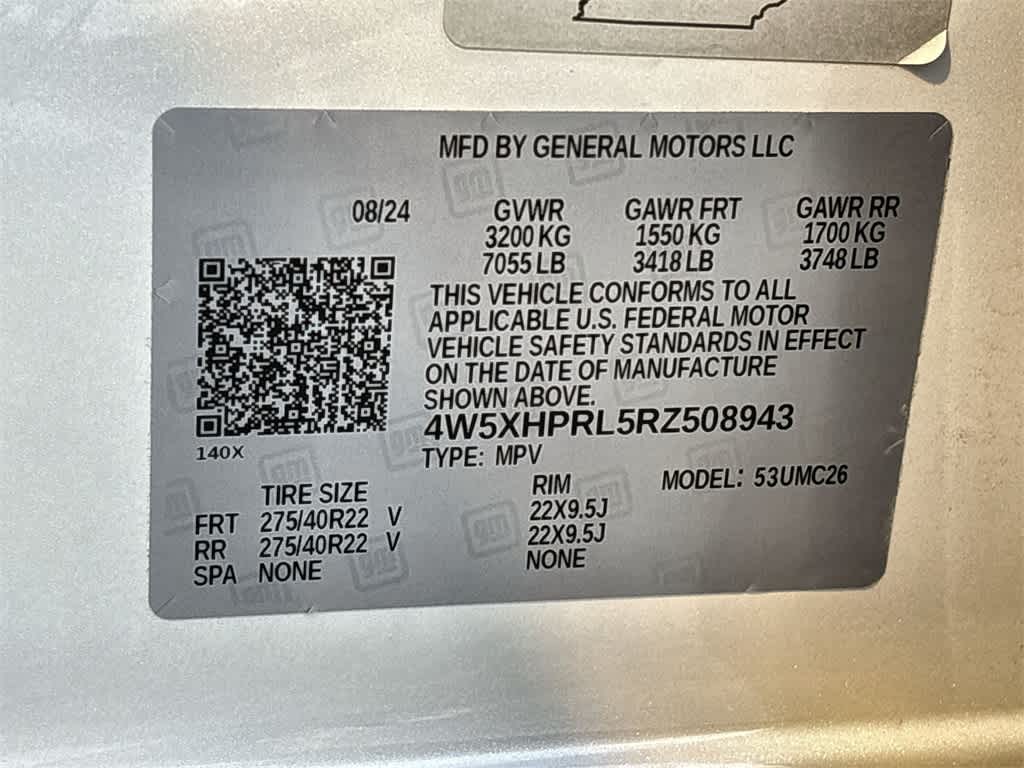 MFD BY GENERAL MOTORS LLC
08/24 GVWR GAWR FRT GAWR RR
3200 KG 1550 KG 1700 KG
7055 LB 3418 LB 3748 LB
THIS VEHICLE CONFORMS TO ALL
APPLICABLE U.S. FEDERAL MOTOR
VEHICLE SAFETY STANDARDS IN EFFECT
ON THE DATE OF MANUFACTURE
SHOWN ABOVE.
4W5XHPRL5RZ508943
140X
TYPE: MPV MODEL: 53UMC26
TIRE SIZE RIM
FRT 275/40R22 V 22X9.5J
RR 275/40R22 V 22X9.5J
SPA NONE NONE